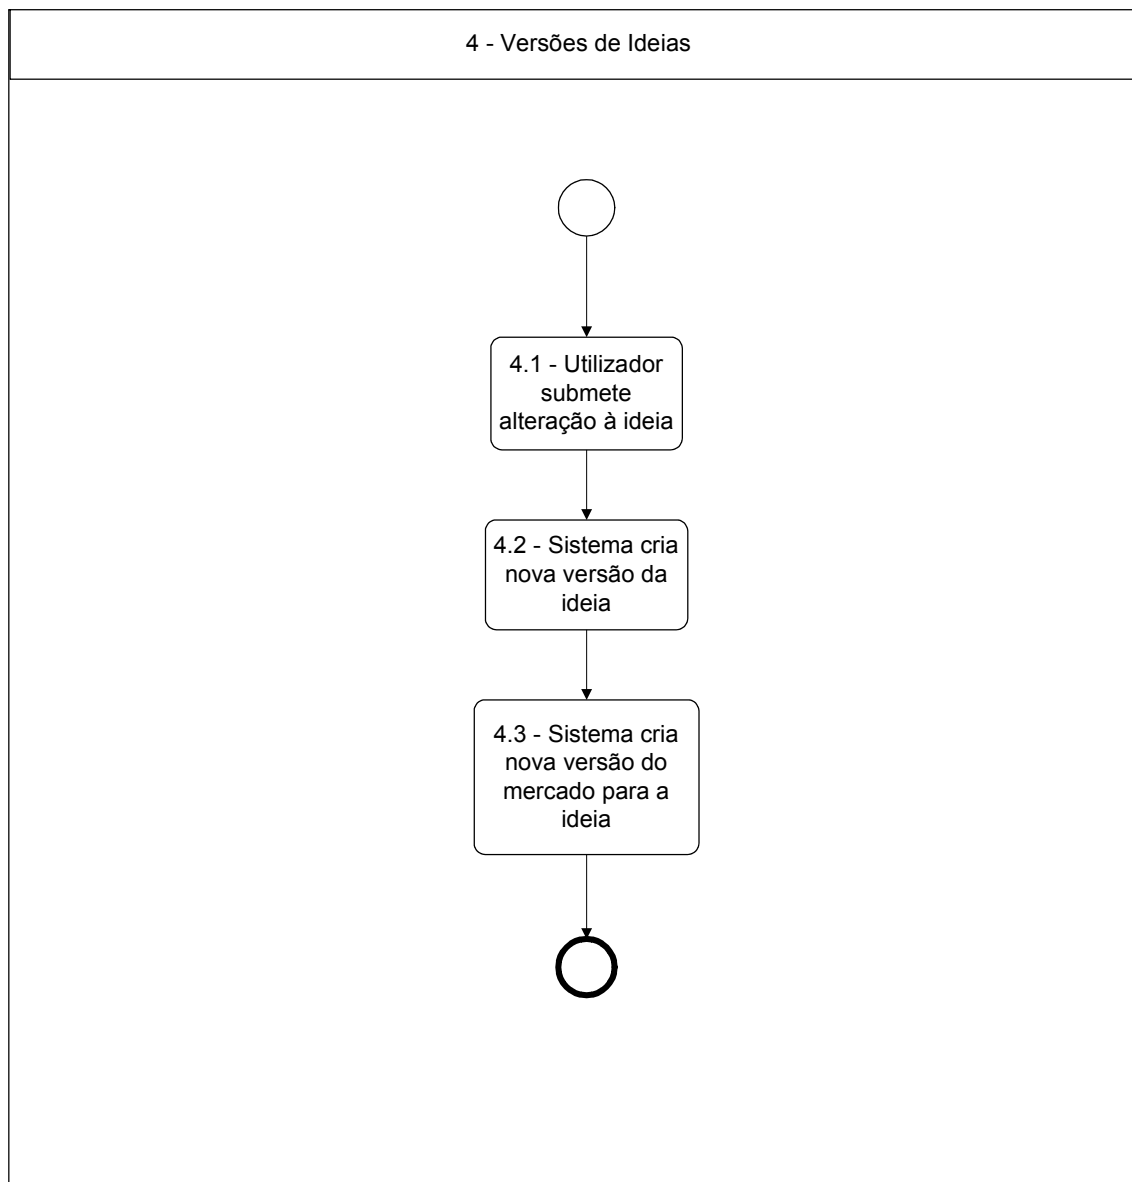 4 - Versões de Ideias
4.1 - Utilizador
submete
alteração à ideia
4.2 - Sistema cria
nova versão da
ideia
4.3 - Sistema cria
nova versão do
mercado para a
ideia